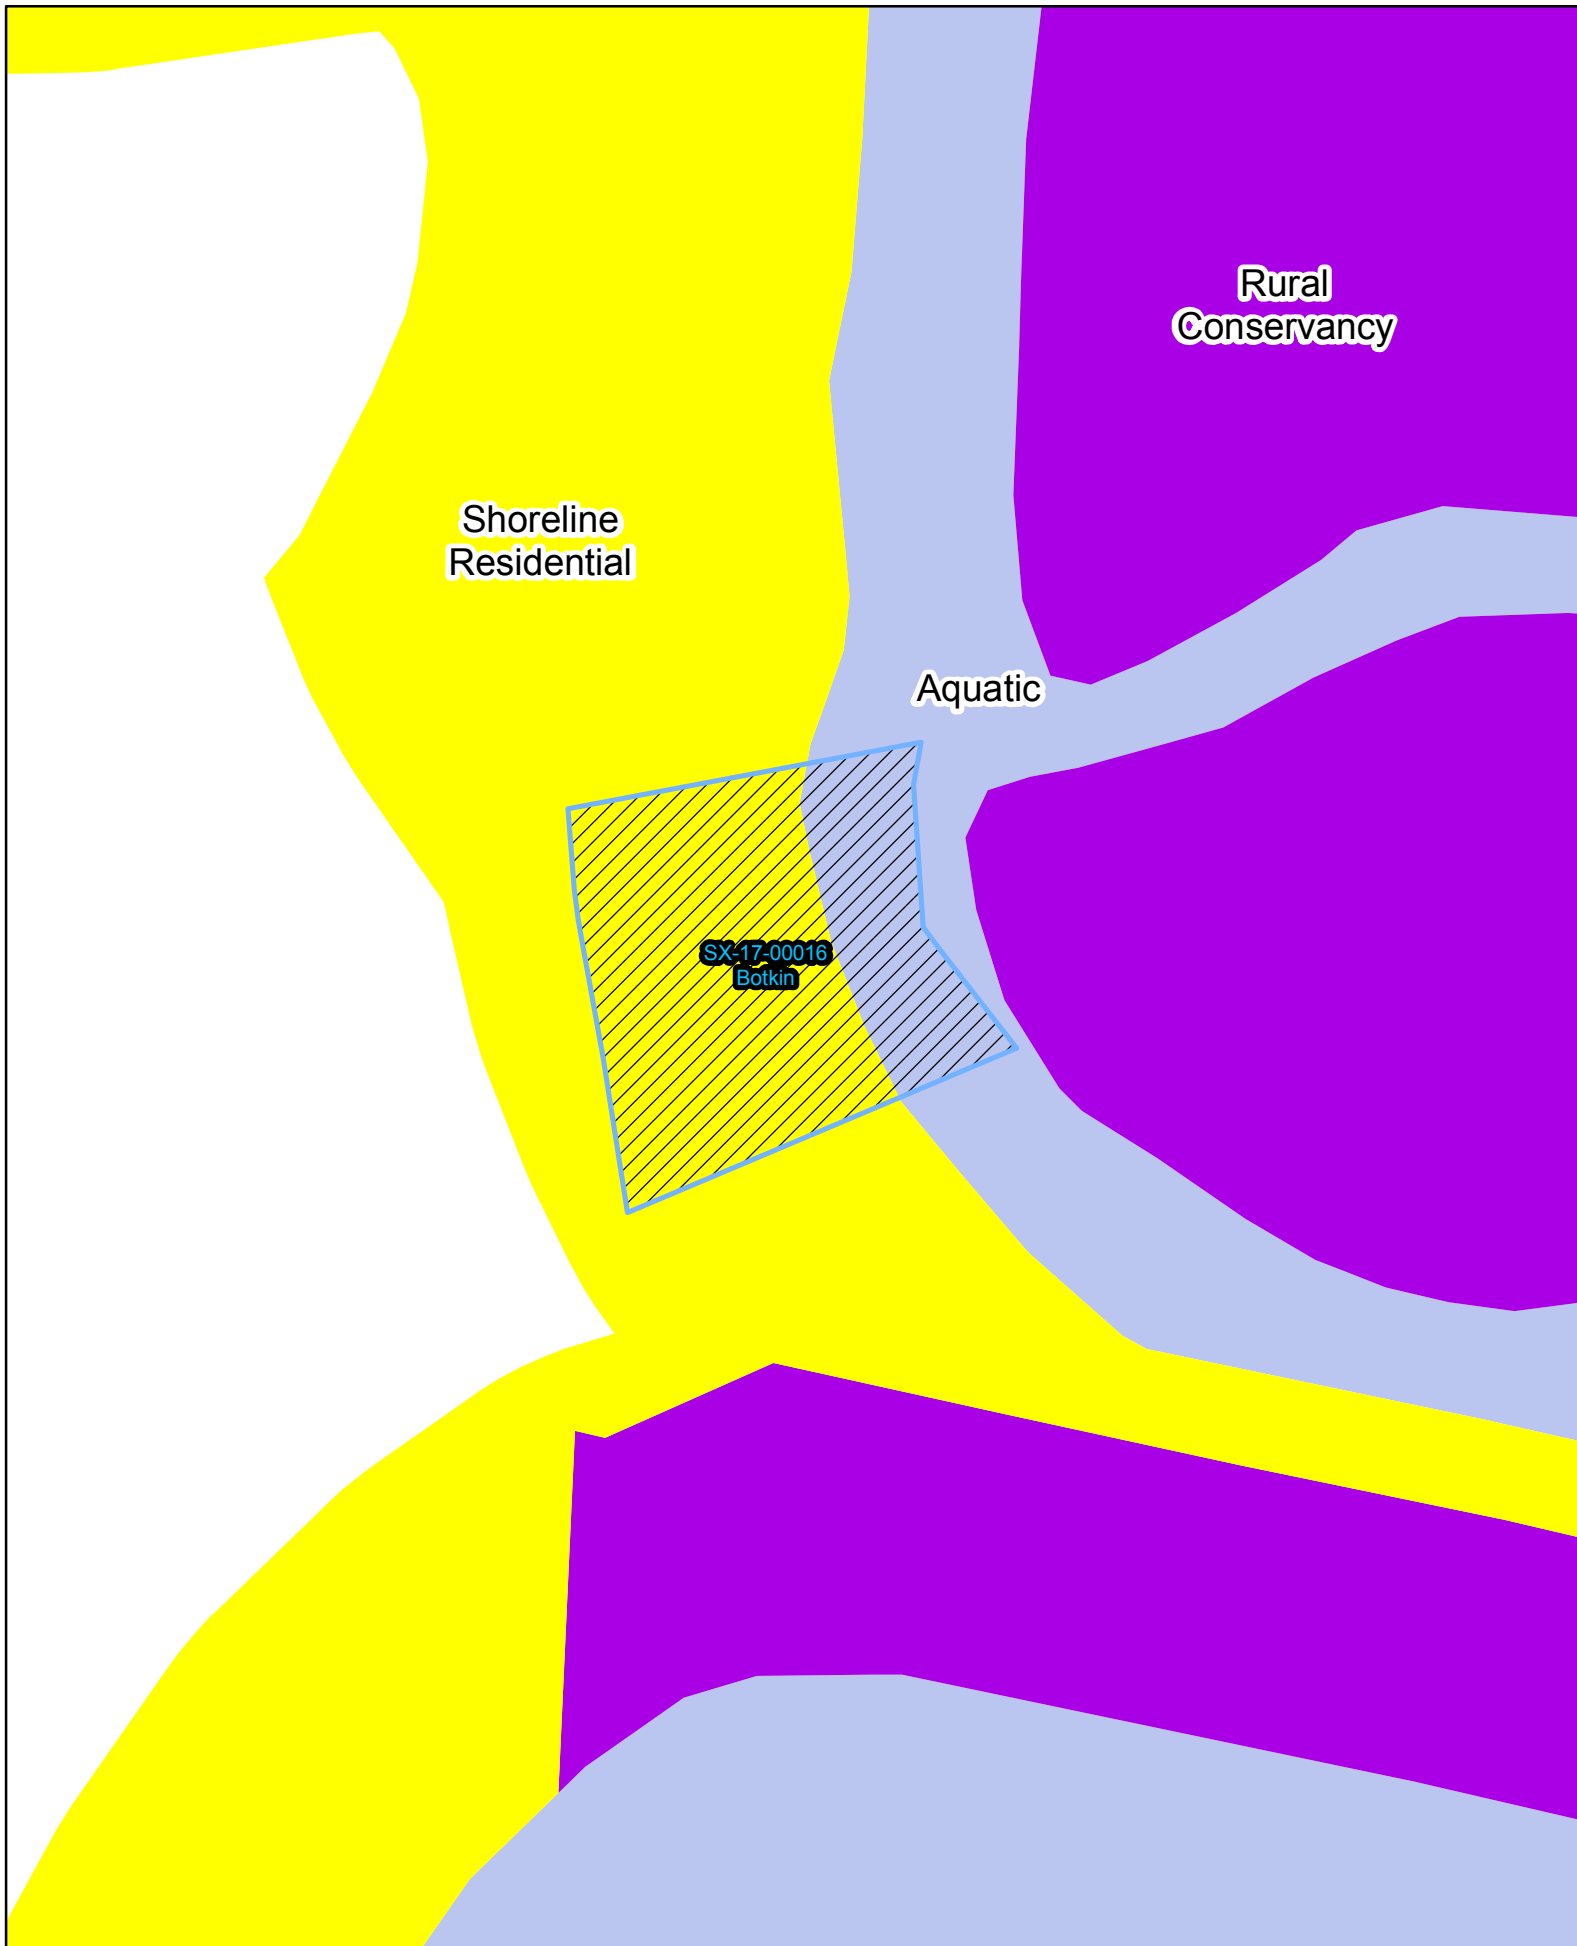 Rural
Conservancy
Shoreline
Residential
Aquatic
SX-17-00016
Botkin